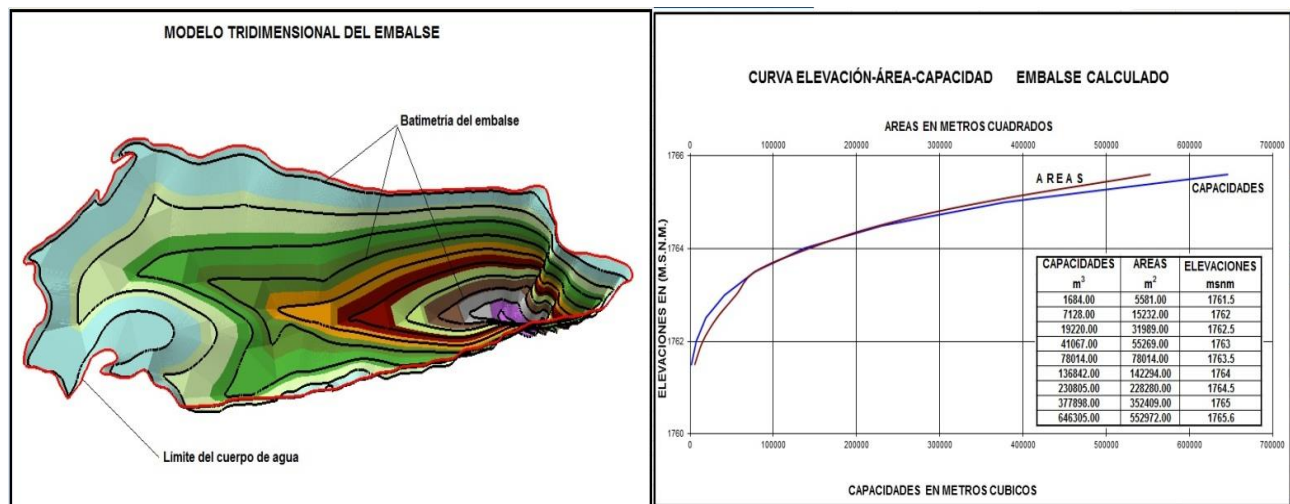 MODELO TRIDIMENSIONAL DEL EMBALSE
Batimetría del embalse
Límite del cuerpo de agua
CURVA ELEVACIÓN-ÁREA-CAPACIDAD EMBALSE CALCULADO
AREAS EN METROS CUADRADOS
0 100000 200000 300000 400000 500000 600000 700000
1766
1764
1762
1760
ELEVACIONES EN (M.S.N.M.)
A R E A S
CAPACIDADES
CAPACIDADES AREAS ELEVACIONES
m3 m2 msnm
1684.00 5581.00 1761.5
7128.00 15232.00 1762
19220.00 31989.00 1762.5
41067.00 55269.00 1763
78014.00 78014.00 1763.5
136842.00 142294.00 1764
230805.00 228280.00 1764.5
377898.00 352409.00 1765
646305.00 552972.00 1765.6
0 100000 200000 300000 400000 500000 600000 700000
CAPACIDADES EN METROS CUBICOS